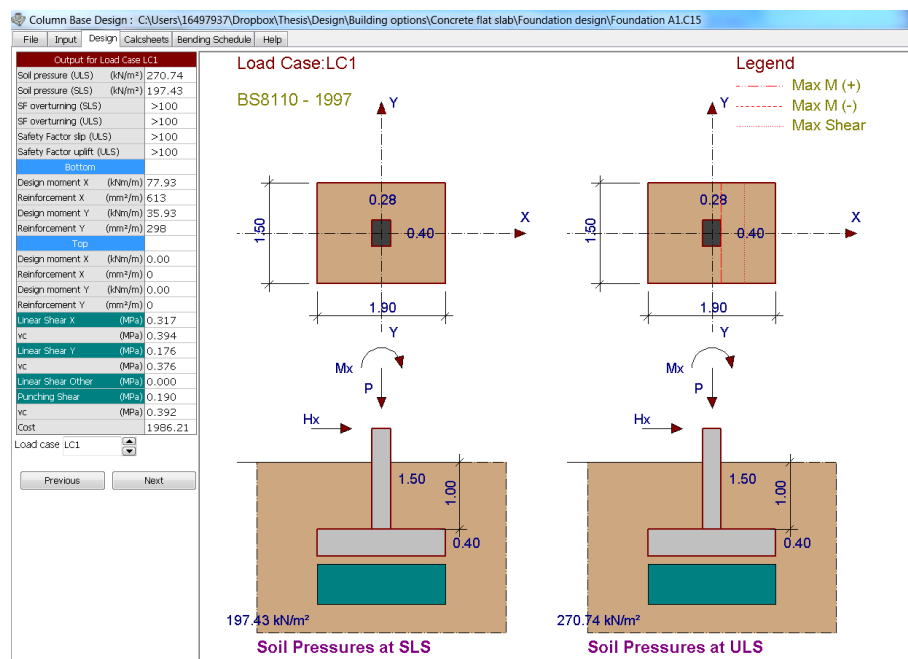 Column Base Design : C:\Users\16497937\Dropbox\Thesis\Design\Building options\Concrete flat slab\Foundation design\Foundation A1.C15
File Input Design Calcsheets Bending Schedule Help
Output for Load Case LC1
Soil pressure (ULS) (kN/m²) 270.74
Soil pressure (SLS) (kN/m²) 197.43
SF overturning (SLS) >100
SF overturning (ULS) >100
Safety Factor slip (ULS) >100
Safety Factor uplift (ULS) >100
Bottom
Design moment X (kNm/m) 77.93
Reinforcement X (mm²/m) 613
Design moment Y (kNm/m) 35.93
Reinforcement Y (mm²/m) 298
Top
Design moment X (kNm/m) 0.00
Reinforcement X (mm²/m) 0
Design moment Y (kNm/m) 0.00
Reinforcement Y (mm²/m) 0
Linear Shear X (MPa) 0.317
vc (MPa) 0.394
Linear Shear Y (MPa) 0.176
vc (MPa) 0.376
Linear Shear Other (MPa) 0.000
Punching Shear (MPa) 0.190
vc (MPa) 0.392
Cost 1986.21
Load case LC1
Previous Next
Load Case:LC1
BS8110 - 1997
Legend
Max M (+)
Max M (-)
Max Shear
Y
X
0.28
0.40
1.50
1.90
Y
Mx
P
Hx
1.50
1.00
0.40
197.43 kN/m²
Soil Pressures at SLS
Y
X
0.28
0.40
1.50
1.90
Y
Mx
P
Hx
1.50
1.00
0.40
270.74 kN/m²
Soil Pressures at ULS